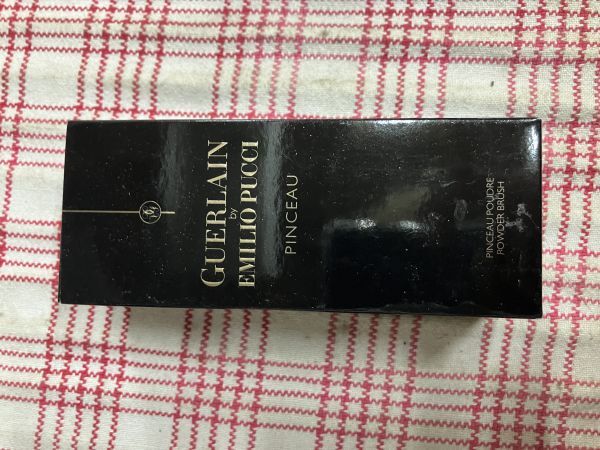 GUERLAIN
by
EMILIO PUCCI
PINCEAU
PINCEAU POUDRE
POWDER BRUSH